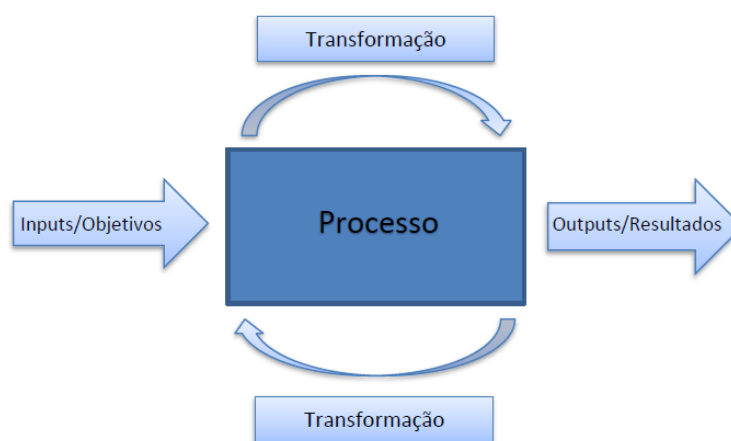 Transformação
Inputs/Objetivos
Processo
Outputs/Resultados
Transformação